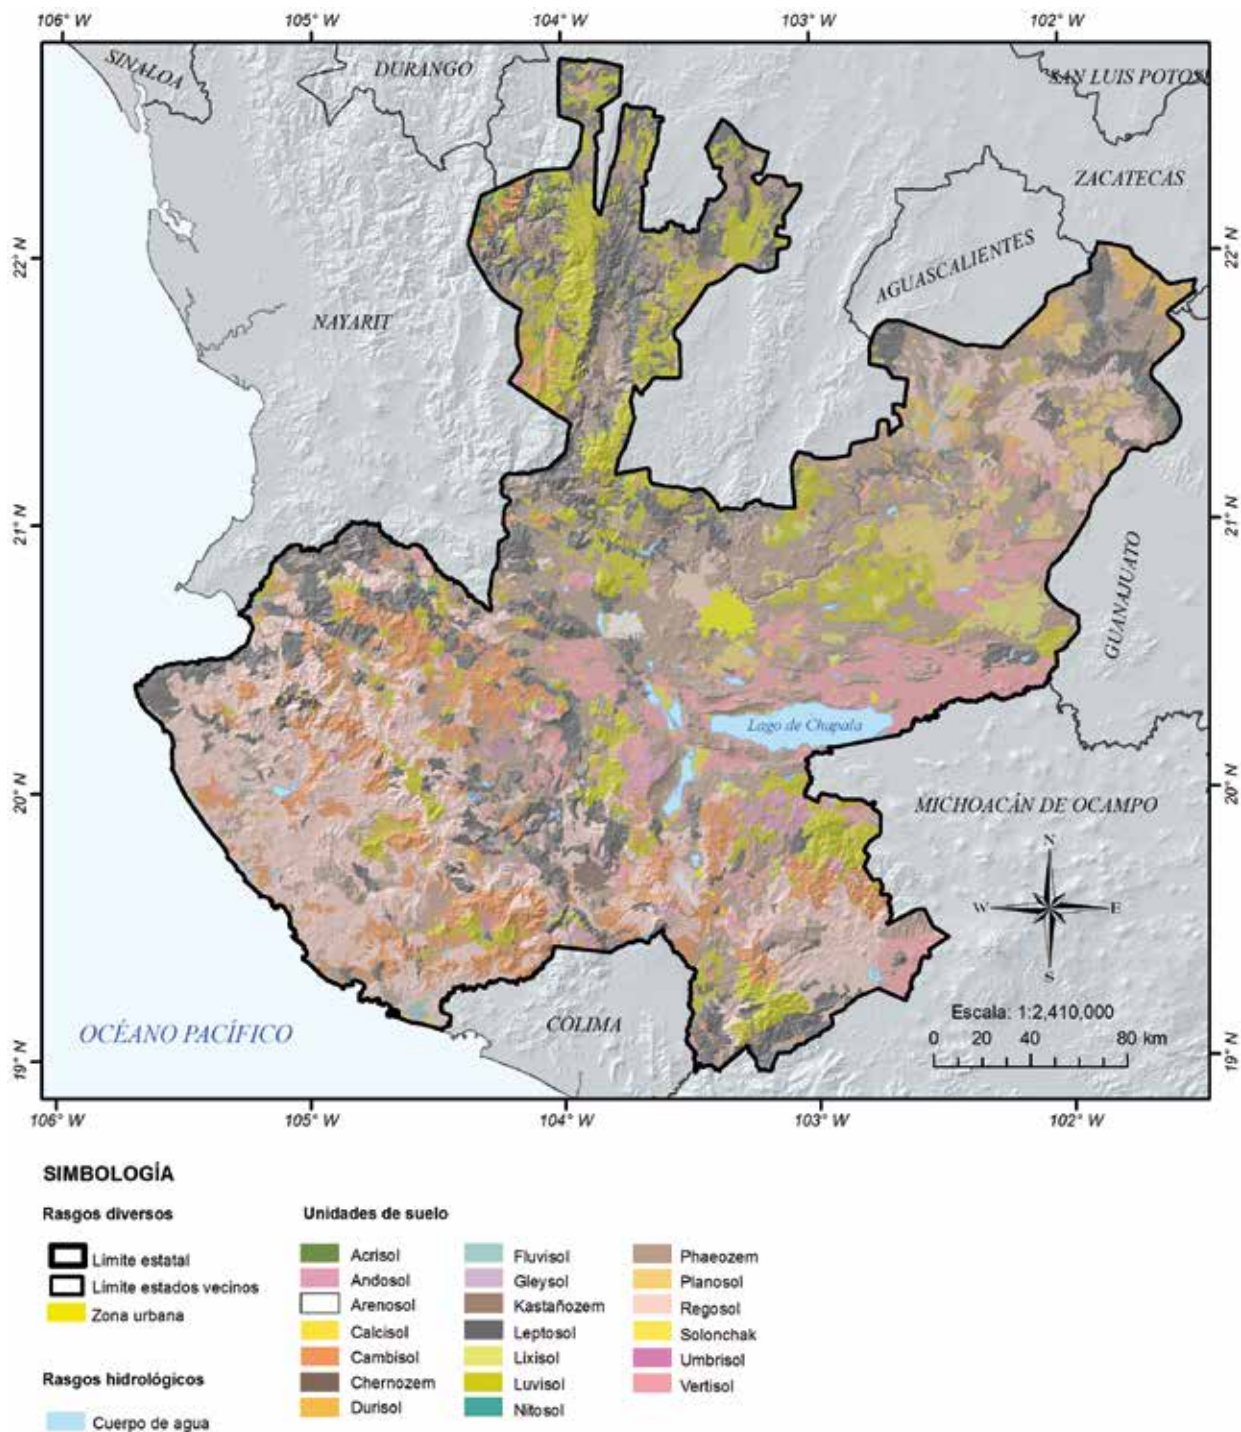 106° W 105° W 104° W 103° W 102° W
SINALOA
DURANGO
SAN LUIS POTOSÍ
ZACATECAS
AGUASCALIENTES
22° N
22° N
NAYARIT
21° N
21° N
GUANAJUATO
Lago de Chapala
20° N
20° N
MICHOACÁN DE OCAMPO
N
W E
S
Escala: 1:2,410,000
0 20 40 80 km
OCÉANO PACÍFICO
COLIMA
19° N
19° N
106° W 105° W 104° W 103° W 102° W
SIMBOLOGÍA
Rasgos diversos
Límite estatal
Límite estados vecinos
Zona urbana
Rasgos hidrológicos
Cuerpo de agua
Unidades de suelo
Acrisol
Andosol
Arenosol
Calcisol
Cambisol
Chernozem
Durisol
Fluvisol
Gleysol
Kastañozem
Leptosol
Lixisol
Luvisol
Nitosol
Phaeozem
Planosol
Regosol
Solonchak
Umbrisol
Vertisol